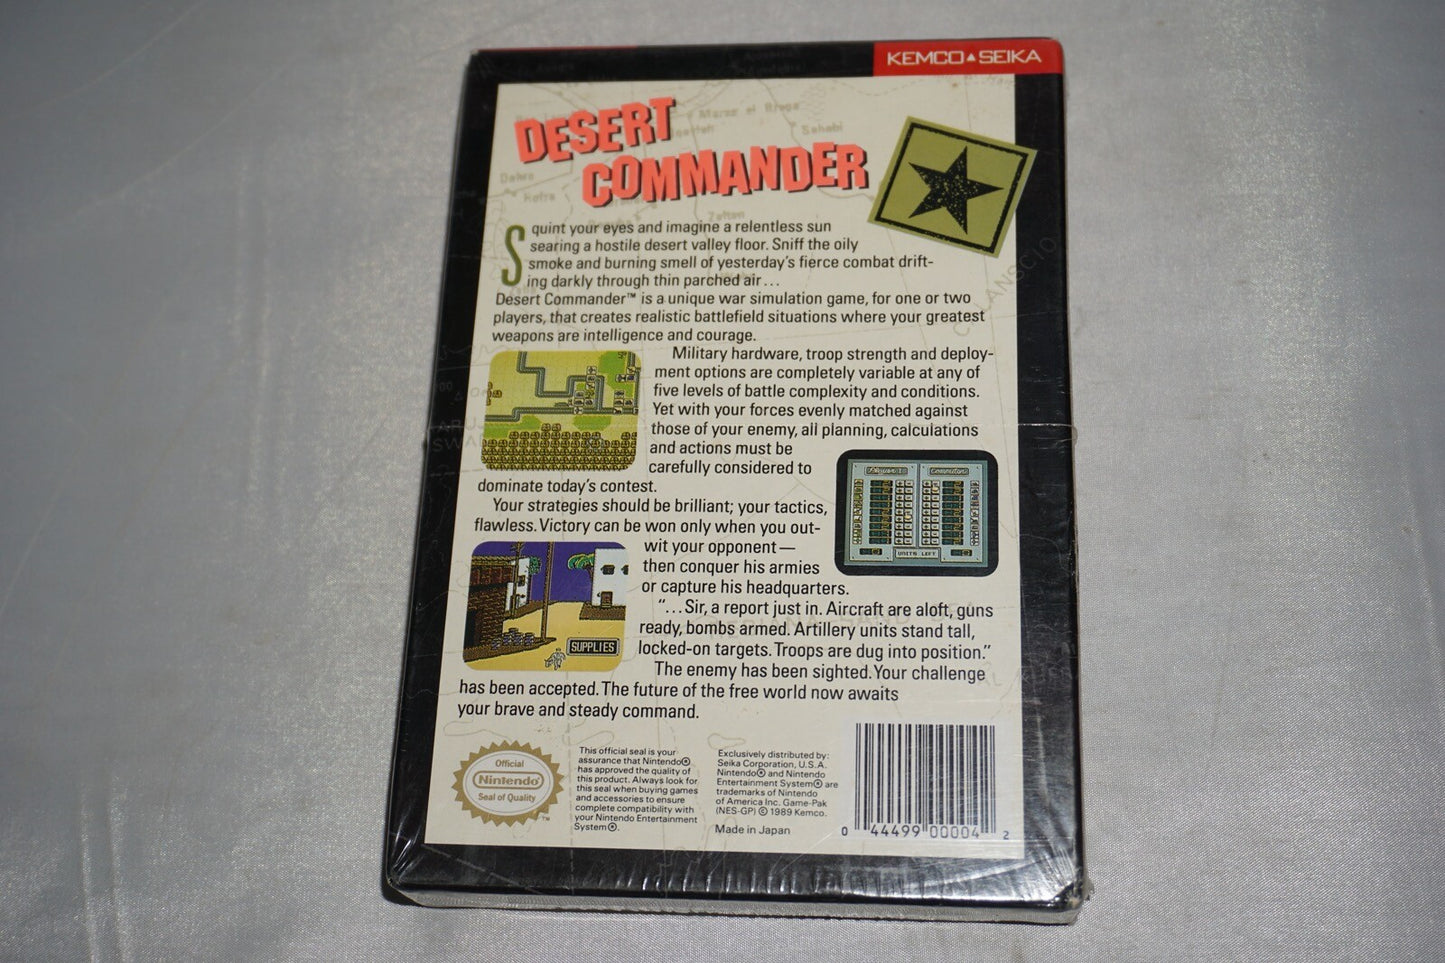 KEMCO▲SEIKA
DESERT
COMMANDER
Squint your eyes and imagine a relentless sun
searing a hostile desert valley floor. Sniff the oily
smoke and burning smell of yesterday's fierce combat drift-
ing darkly through thin parched air...
Desert Commander™ is a unique war simulation game, for one or two
players, that creates realistic battlefield situations where your greatest
weapons are intelligence and courage.
Military hardware, troop strength and deploy-
ment options are completely variable at any of
five levels of battle complexity and conditions.
Yet with your forces evenly matched against
those of your enemy, all planning, calculations
and actions must be
carefully considered to
dominate today's contest.
Your strategies should be brilliant; your tactics,
flawless. Victory can be won only when you out-
wit your opponent—
then conquer his armies
or capture his headquarters.
UNITS LEFT
SUPPLIES
"...Sir, a report just in. Aircraft are aloft, guns
ready, bombs armed. Artillery units stand tall,
locked-on targets. Troops are dug into position."
The enemy has been sighted. Your challenge
has been accepted. The future of the free world now awaits
your brave and steady command.
Official
Nintendo®
Seal of Quality
™
This official seal is your
assurance that Nintendo®
has approved the quality of
this product. Always look for
this seal when buying games
and accessories to ensure
complete compatibility with
your Nintendo Entertainment
System®.
Exclusively distributed by:
Seika Corporation, U.S.A.
Nintendo® and Nintendo
Entertainment System® are
trademarks of Nintendo
of America Inc. Game-Pak
(NES-GP) © 1989 Kemco.
Made in Japan
0 44499 00004 2